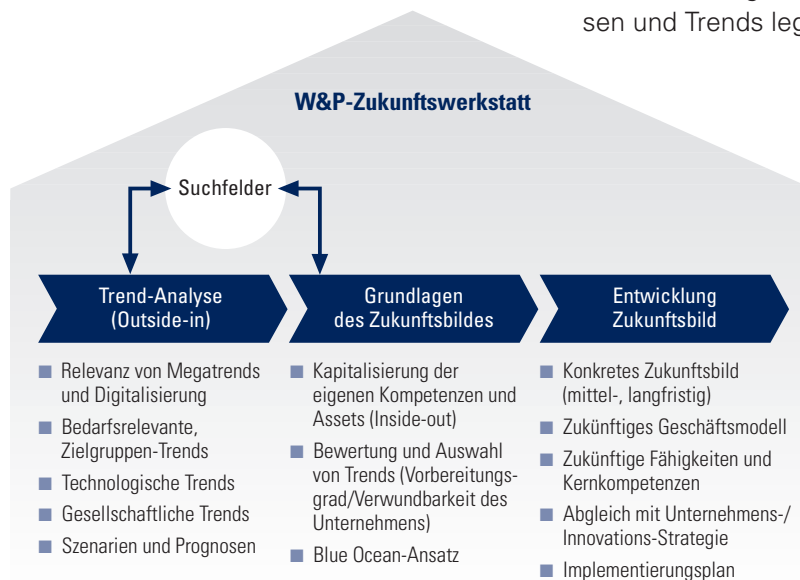 sen und Trends leg
W&P-Zukunftswerkstatt
Suchfelder
Trend-Analyse
(Outside-in)
■ Relevanz von Megatrends
und Digitalisierung
■ Bedarfsrelevante,
Zielgruppen-Trends
■ Technologische Trends
■ Gesellschaftliche Trends
■ Szenarien und Prognosen
Grundlagen
des Zukunftsbildes
■ Kapitalisierung der
eigenen Kompetenzen und
Assets (Inside-out)
■ Bewertung und Auswahl
von Trends (Vorbereitungs-
grad/Verwundbarkeit des
Unternehmens)
■ Blue Ocean-Ansatz
Entwicklung
Zukunftsbild
■ Konkretes Zukunftsbild
(mittel-, langfristig)
■ Zukünftiges Geschäftsmodell
■ Zukünftige Fähigkeiten und
Kernkompetenzen
■ Abgleich mit Unternehmens-/
Innovations-Strategie
■ Implementierungsplan